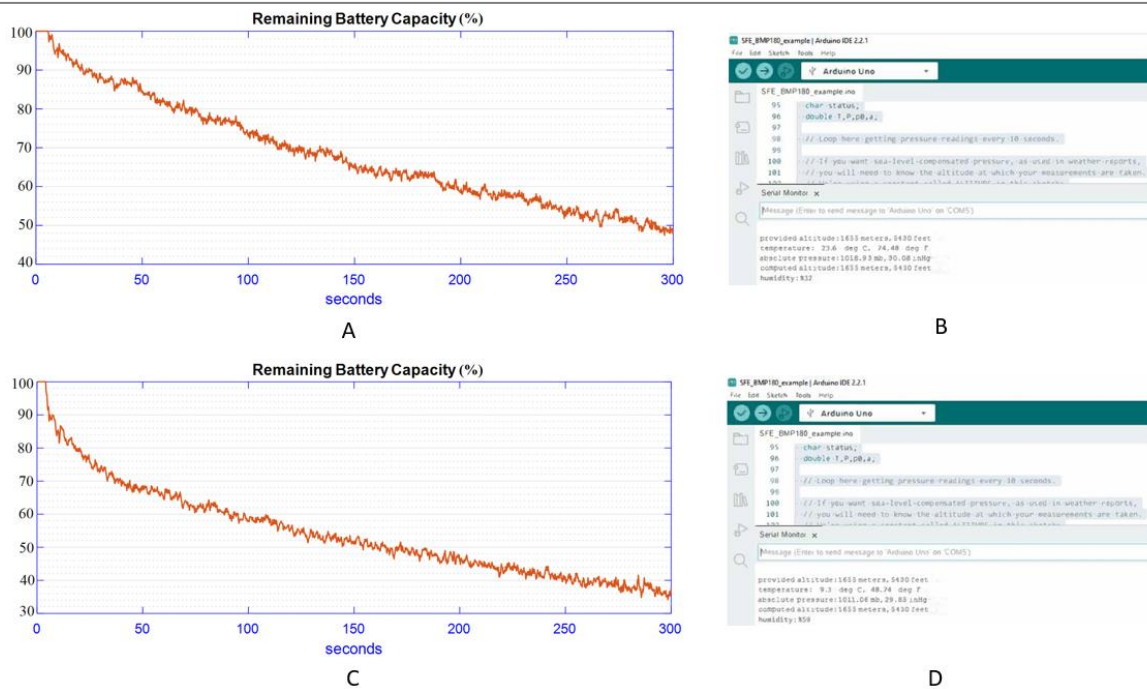 Remaining Battery Capacity (%)
100
90
80
70
60
50
40
0 50 100 150 200 250 300
seconds
A
SFE_BMP180_example | Arduino IDE 2.2.1
File Edit Sketch Tools Help
Arduino Uno
SFE_BMP180_example.ino
95 char status;
96 double T,P,p0,a;
97
98 // Loop here getting pressure readings every 10 seconds.
99
100 // If you want sea-level-compensated pressure, as used in weather reports,
101 // you will need to know the altitude at which your measurements are taken.
Serial Monitor x
Message (Enter to send message to 'Arduino Uno' on 'COM5')
provided altitude:1655 meters,5430 feet
temperature: 23.6 deg C, 74.48 deg F
absolute pressure:1018.93 mb,30.08 inHg
computed altitude:1655 meters,5430 feet
humidity:%32
B
Remaining Battery Capacity (%)
100
90
80
70
60
50
40
30
0 50 100 150 200 250 300
seconds
C
SFE_BMP180_example | Arduino IDE 2.2.1
File Edit Sketch Tools Help
Arduino Uno
SFE_BMP180_example.ino
95 char status;
96 double T,P,p0,a;
97
98 // Loop here getting pressure readings every 10 seconds.
99
100 // If you want sea-level-compensated pressure, as used in weather reports,
101 // you will need to know the altitude at which your measurements are taken.
Serial Monitor x
Message (Enter to send message to 'Arduino Uno' on 'COM5')
provided altitude:1655 meters,5430 feet
temperature: 9.3 deg C, 48.74 deg F
absolute pressure:1011.04 mb,29.83 inHg
computed altitude:1655 meters,5430 feet
humidity:%50
D